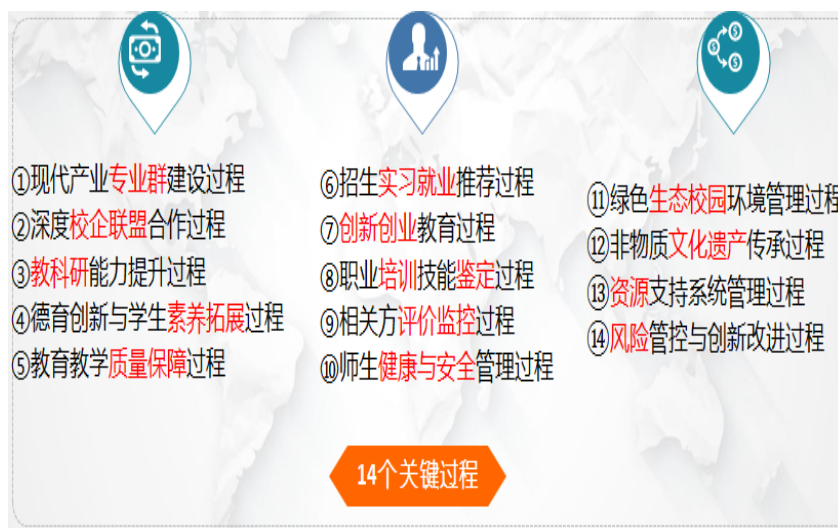 ①现代产业专业群建设过程
②深度校企联盟合作过程
③教科研能力提升过程
④德育创新与学生素养拓展过程
⑤教育教学质量保障过程
⑥招生实习就业推荐过程
⑦创新创业教育过程
⑧职业培训技能鉴定过程
⑨相关方评价监控过程
⑩师生健康与安全管理过程
⑪绿色生态校园环境管理过程
⑫非物质文化遗产传承过程
⑬资源支持系统管理过程
⑭风险管控与创新改进过程
14个关键过程